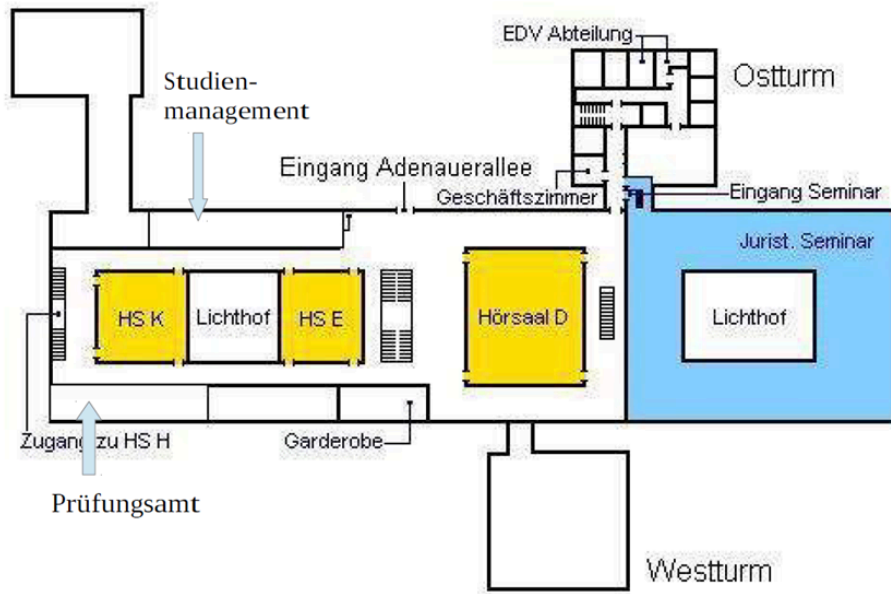 EDV Abteilung
Ostturm
Studien-
management
Eingang Adenauerallee
Geschäftszimmer
Eingang Seminar
Jurist. Seminar
HS K
Lichthof
HS E
Hörsaal D
Lichthof
Zugang zu HS H
Garderobe
Prüfungsamt
Westturm